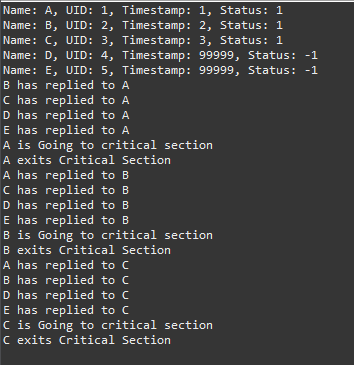 Name: A, UID: 1, Timestamp: 1, Status: 1
Name: B, UID: 2, Timestamp: 2, Status: 1
Name: C, UID: 3, Timestamp: 3, Status: 1
Name: D, UID: 4, Timestamp: 99999, Status: -1
Name: E, UID: 5, Timestamp: 99999, Status: -1
B has replied to A
C has replied to A
D has replied to A
E has replied to A
A is Going to critical section
A exits Critical Section
A has replied to B
C has replied to B
D has replied to B
E has replied to B
B is Going to critical section
B exits Critical Section
A has replied to C
B has replied to C
D has replied to C
E has replied to C
C is Going to critical section
C exits Critical Section